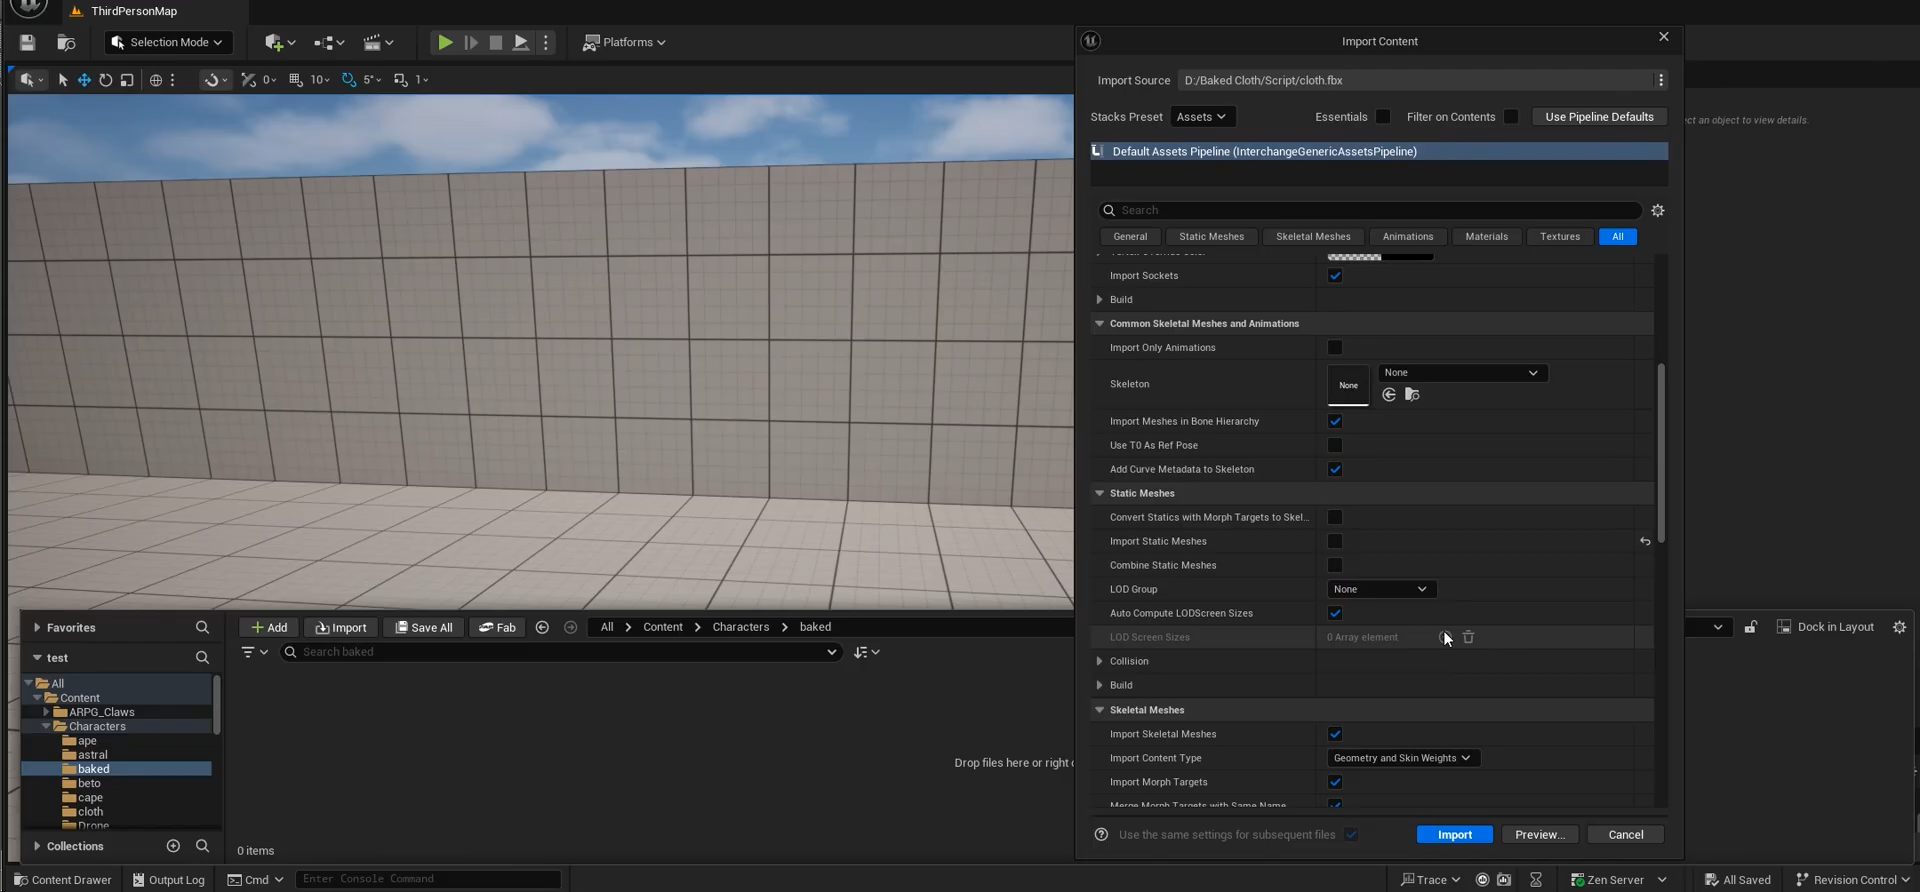 ThirdPersonMap
Selection Mode
Platforms
0
10
5°
1
Import Content
Import Source
D:/Baked Cloth/Script/cloth.fbx
Stacks Preset
Assets
Essentials
Filter on Contents
Use Pipeline Defaults
ect an object to view details.
Default Assets Pipeline (InterchangeGenericAssetsPipeline)
Search
General
Static Meshes
Skeletal Meshes
Animations
Materials
Textures
All
Import Sockets
Build
Common Skeletal Meshes and Animations
Import Only Animations
Skeleton
None
None
Import Meshes in Bone Hierarchy
Use T0 As Ref Pose
Add Curve Metadata to Skeleton
Static Meshes
Convert Statics with Morph Targets to Skel...
Import Static Meshes
Combine Static Meshes
LOD Group
None
Auto Compute LODScreen Sizes
LOD Screen Sizes
0 Array element
Collision
Build
Skeletal Meshes
Import Skeletal Meshes
Import Content Type
Geometry and Skin Weights
Import Morph Targets
Merge Morph Targets with Same Name
Use the same settings for subsequent files
Import
Preview...
Cancel
Favorites
test
All
Content
ARPG_Claws
Characters
ape
astral
baked
beto
cape
cloth
Drone
Collections
Add
Import
Save All
Fab
All
Content
Characters
baked
Dock in Layout
Search baked
Drop files here or right c
0 items
Content Drawer
Output Log
Cmd
Enter Console Command
Trace
Zen Server
All Saved
Revision Control